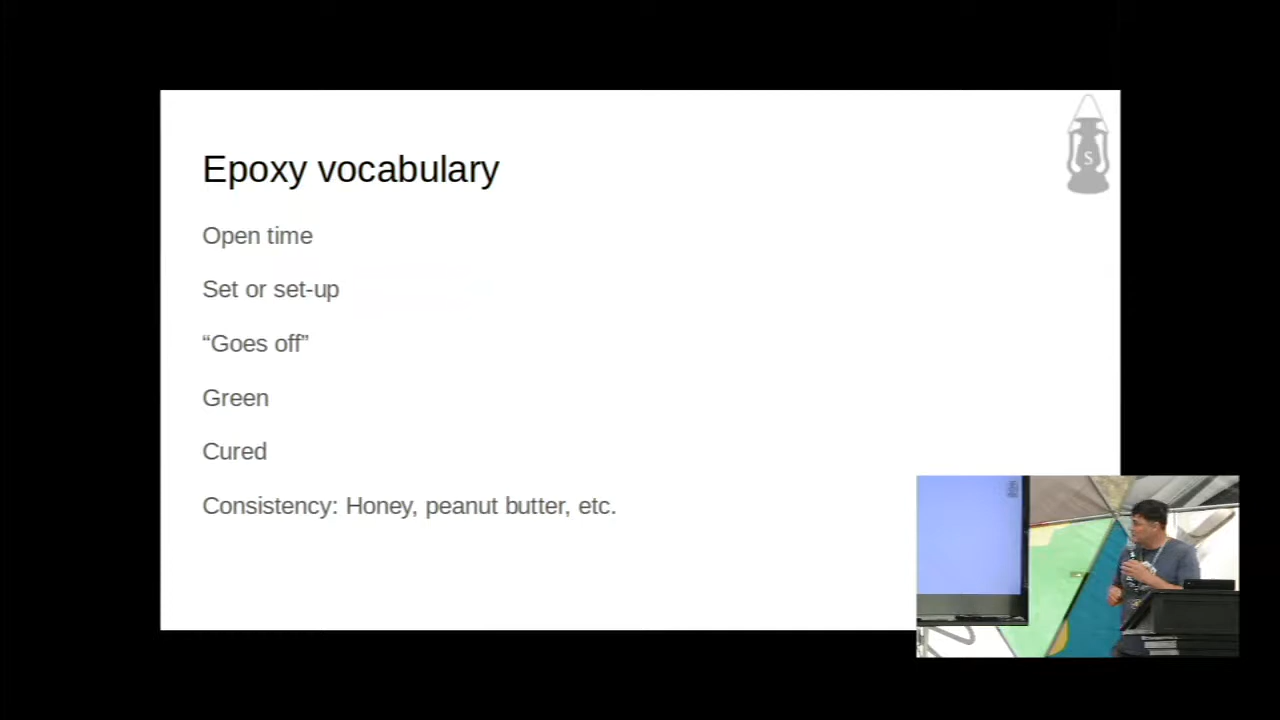 S
Epoxy vocabulary
Open time
Set or set-up
“Goes off”
Green
Cured
Consistency: Honey, peanut butter, etc.